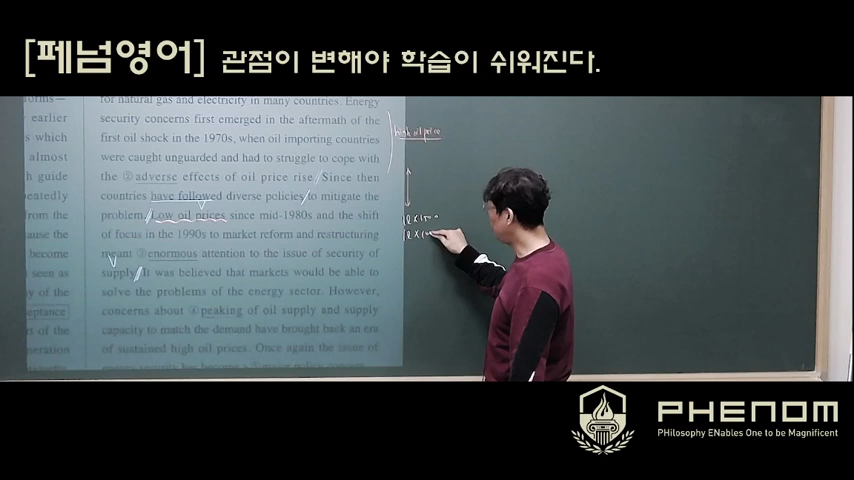 [페넘영어] 관점이 변해야 학습이 쉬워진다.
for natural gas and electricity in many countries. Energy
earlier
security concerns first emerged in the aftermath of the
which
first oil shock in the 1970s, when oil importing countries
almost
were caught unguarded and had to struggle to cope with
guide
the ②adverse effects of oil price rise. Since then
countries have followed diverse policies to mitigate the
from the
problem. Low oil prices since mid-1980s and the shift
cause the
of focus in the 1990s to market reform and restructuring
become
meant ③enormous attention to the issue of security of
seen as
supply. It was believed that markets would be able to
of the
solve the problems of the energy sector. However,
concerns about ④peaking of oil supply and supply
of the
capacity to match the demand have brought back an era
of sustained high oil prices. Once again the issue of
high oil price
PHENOM
PHilosophy ENables One to be Magnificent